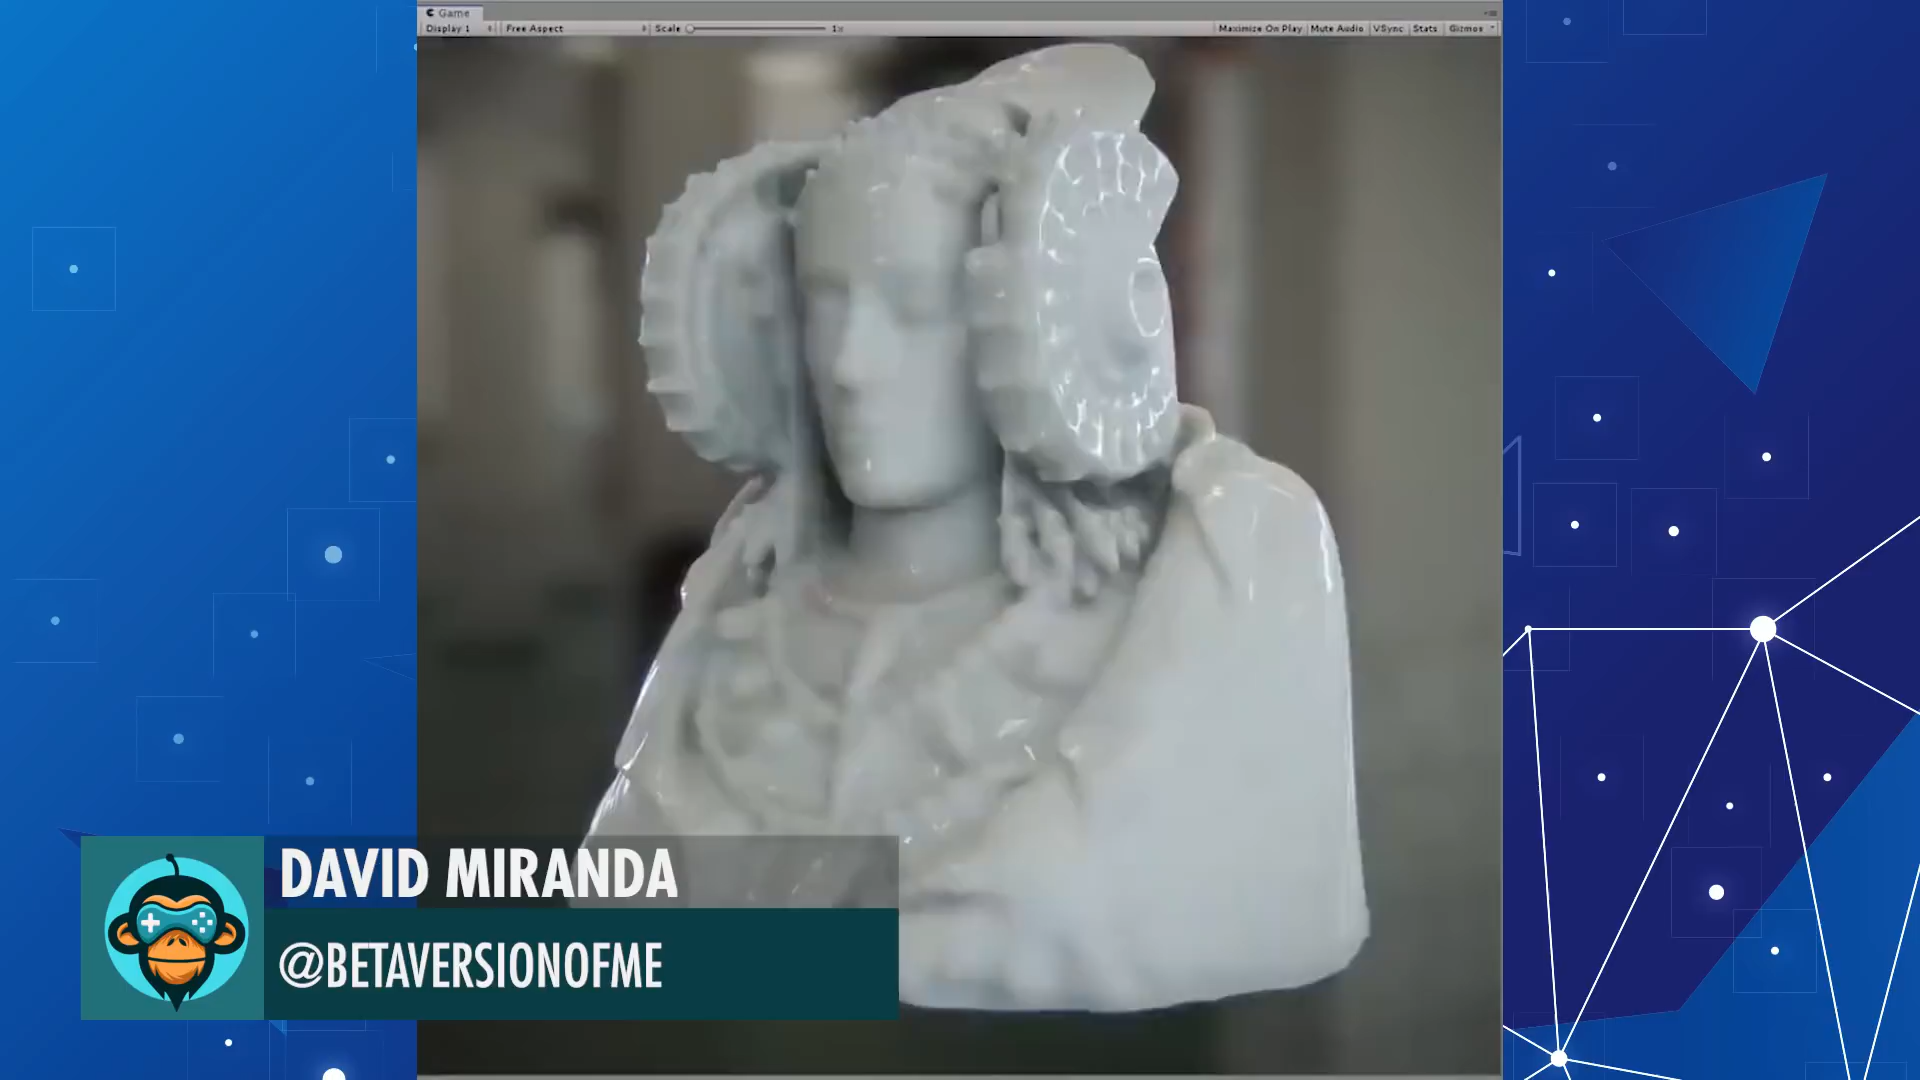 Game
Display 1 Free Aspect Scale 1x Maximize On Play Mute Audio VSync Stats Gizmos
DAVID MIRANDA
@BETAVERSIONOFME